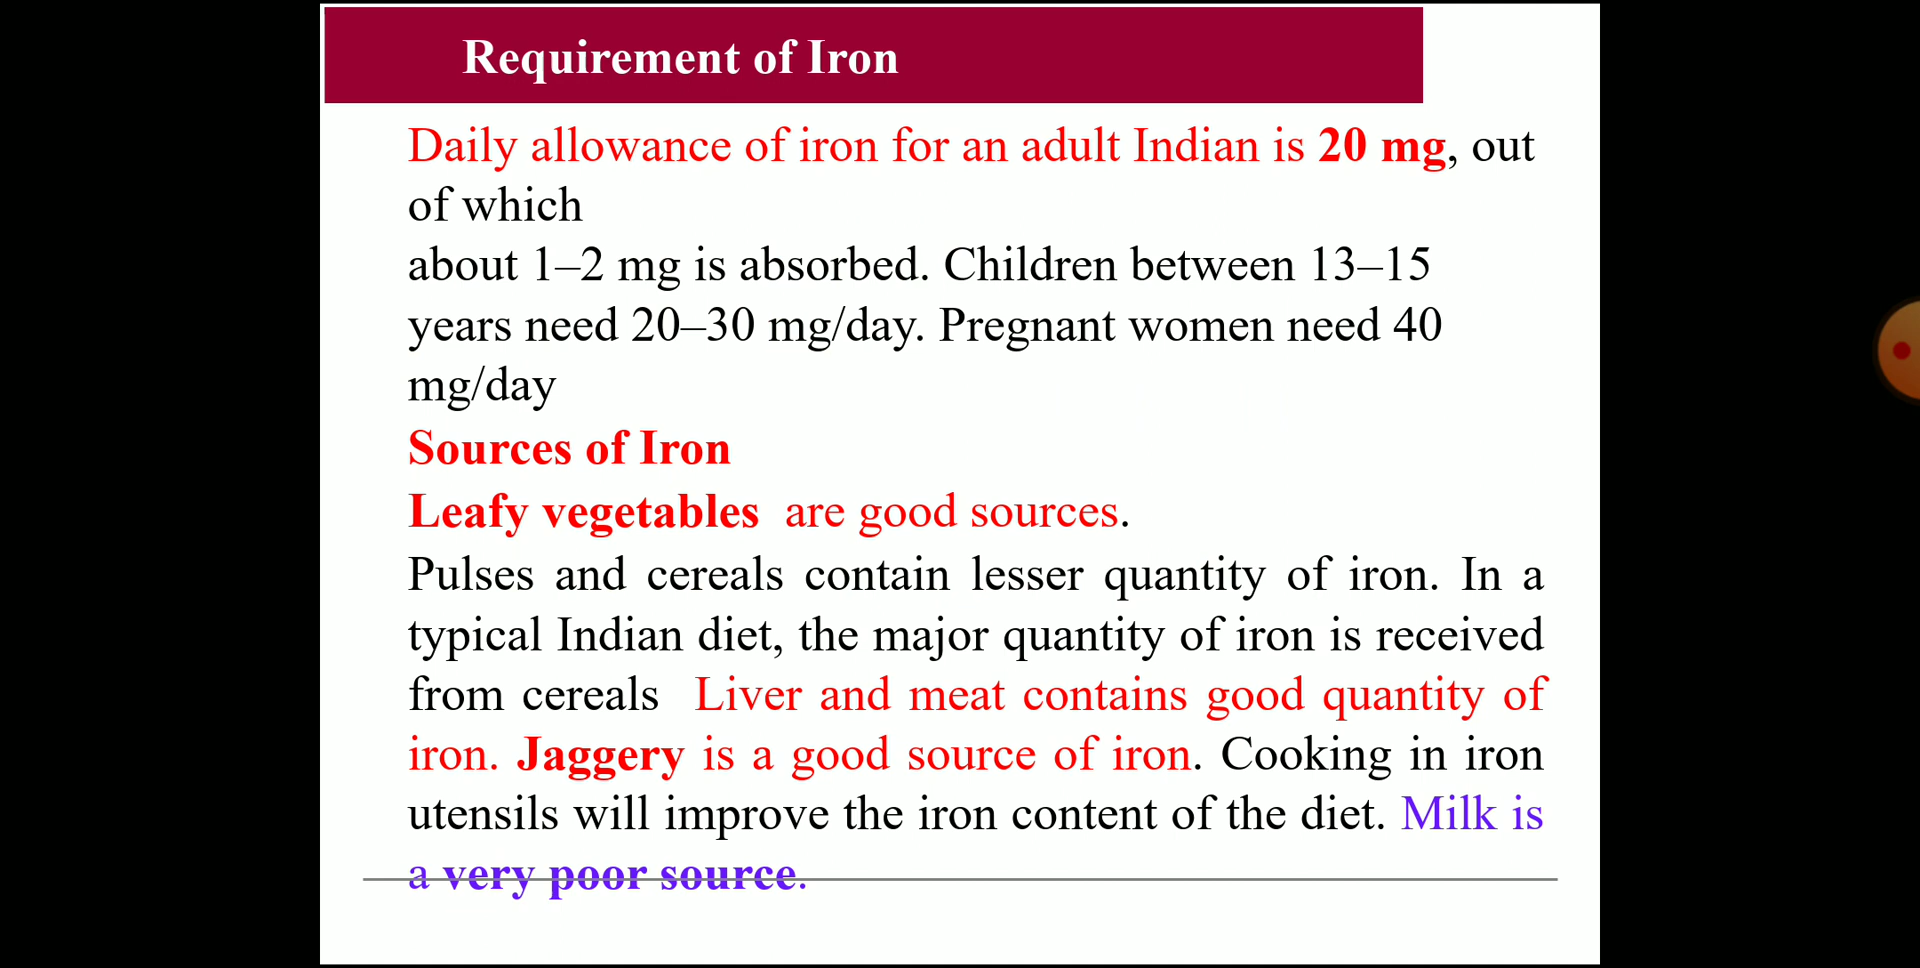 Requirement of Iron
Daily allowance of iron for an adult Indian is 20 mg, out
of which
about 1–2 mg is absorbed. Children between 13–15
years need 20–30 mg/day. Pregnant women need 40
mg/day
Sources of Iron
Leafy vegetables are good sources.
Pulses and cereals contain lesser quantity of iron. In a
typical Indian diet, the major quantity of iron is received
from cereals Liver and meat contains good quantity of
iron. Jaggery is a good source of iron. Cooking in iron
utensils will improve the iron content of the diet. Milk is
a very poor source.